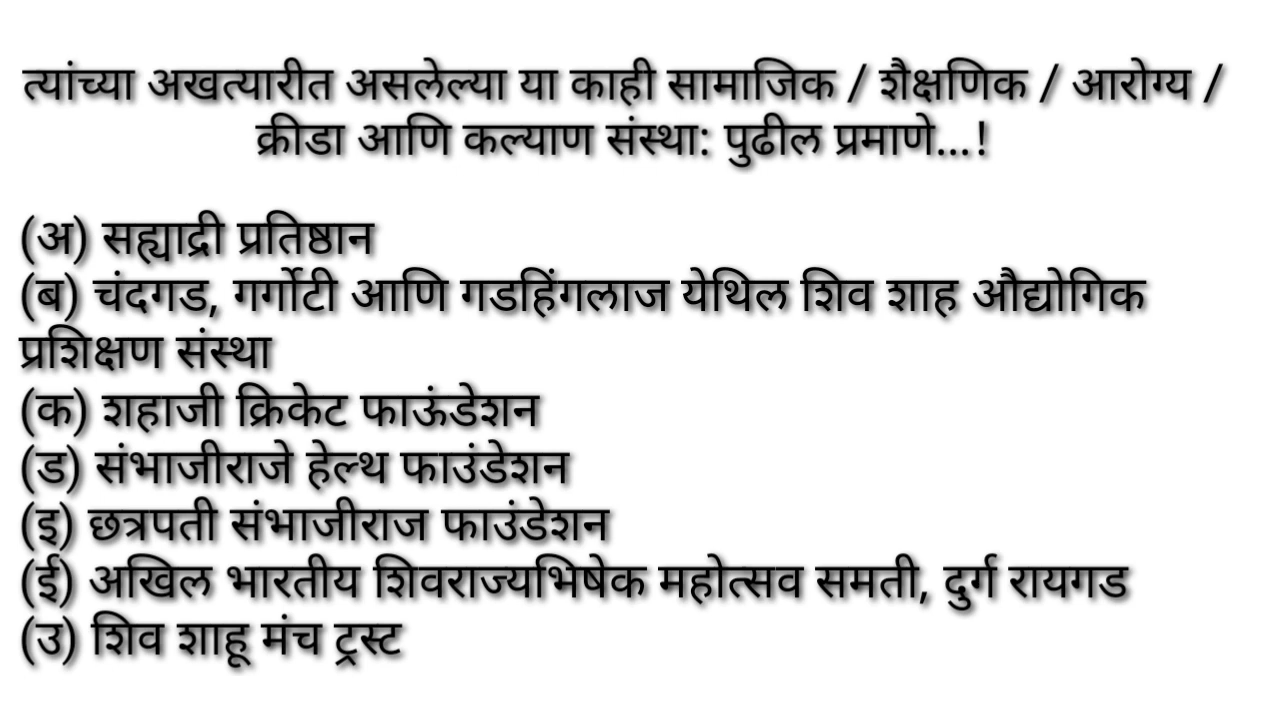 त्यांच्या अखत्यारीत असलेल्या या काही सामाजिक / शैक्षणिक / आरोग्य /
क्रीडा आणि कल्याण संस्था: पुढील प्रमाणे...!
(अ) सह्याद्री प्रतिष्ठान
(ब) चंदगड, गर्गोटी आणि गडहिंगलाज येथिल शिव शाह औद्योगिक
प्रशिक्षण संस्था
(क) शहाजी क्रिकेट फाऊंडेशन
(ड) संभाजीराजे हेल्थ फाउंडेशन
(इ) छत्रपती संभाजीराज फाउंडेशन
(ई) अखिल भारतीय शिवराज्यभिषेक महोत्सव समती, दुर्ग रायगड
(उ) शिव शाहू मंच ट्रस्ट